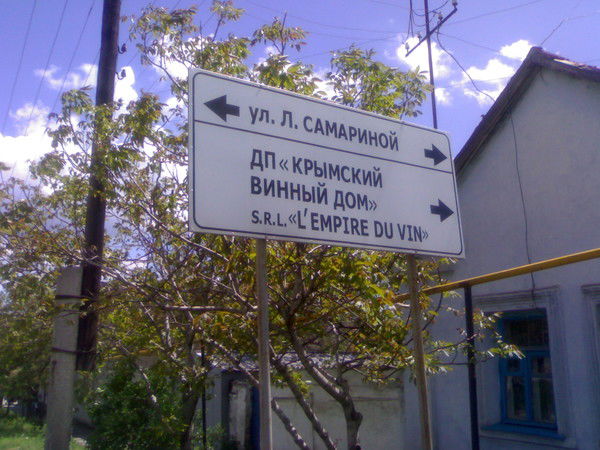 ул. Л. САМАРИНОЙ
ДП «КРЫМСКИЙ
ВИННЫЙ ДОМ»
S.R.L. «L'EMPIRE DU VIN»